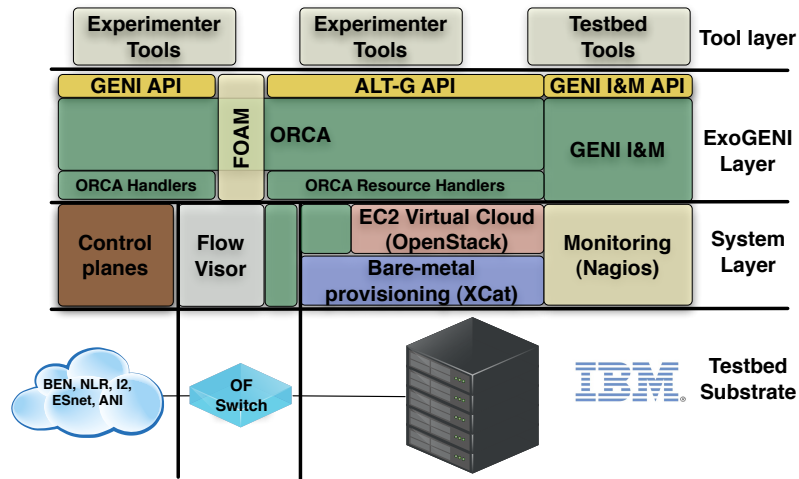 Experimenter
Tools
Experimenter
Tools
Testbed
Tools
Tool layer
GENI API
ALT-G API
GENI I&M API
FOAM
ORCA
GENI I&M
ExoGENI
Layer
ORCA Handlers
ORCA Resource Handlers
Control
planes
Flow
Visor
EC2 Virtual Cloud
(OpenStack)
Bare-metal
provisioning (XCat)
Monitoring
(Nagios)
System
Layer
BEN, NLR, I2,
ESnet, ANI
OF
Switch
IBM®
Testbed
Substrate